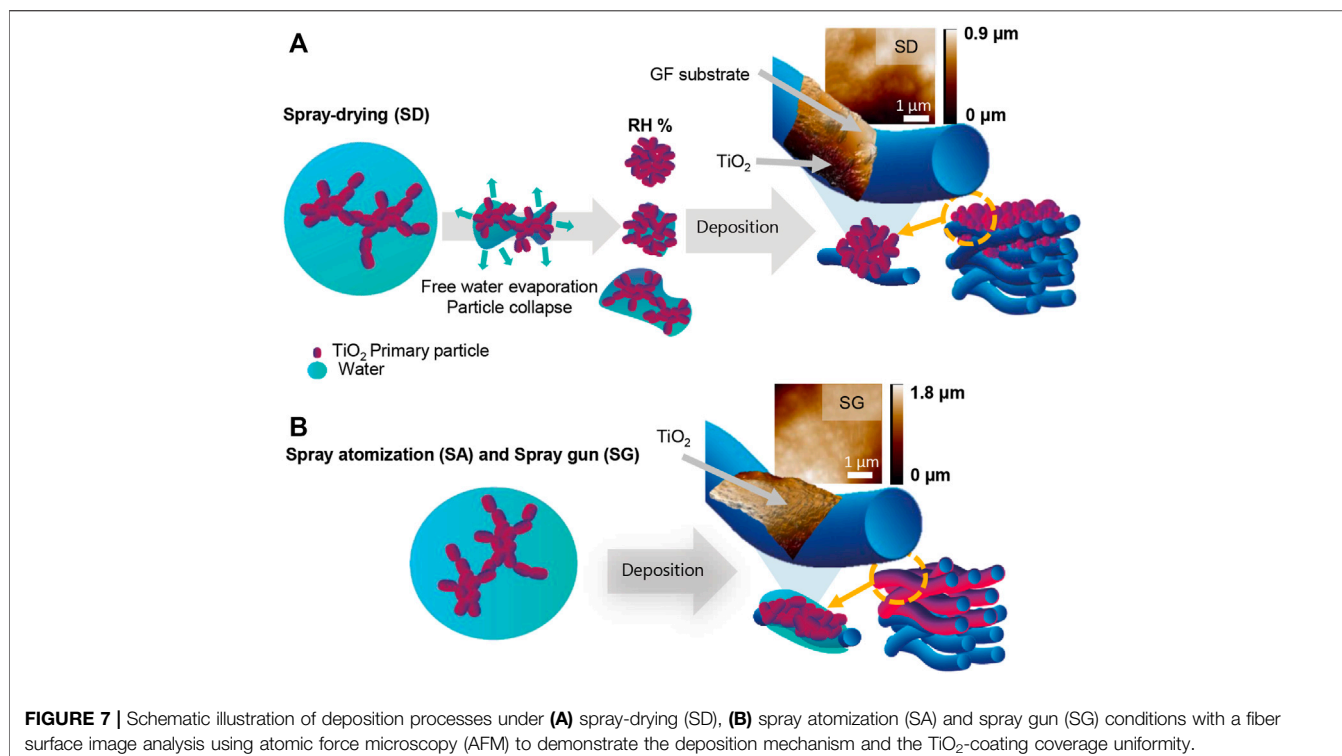 A
Spray-drying (SD)
RH %
GF substrate
TiO₂
SD
1 µm
0.9 µm
0 µm
Deposition
Free water evaporation
Particle collapse
TiO₂ Primary particle
Water
B
Spray atomization (SA) and Spray gun (SG)
TiO₂
SG
1 µm
1.8 µm
0 µm
Deposition
FIGURE 7 | Schematic illustration of deposition processes under (A) spray-drying (SD), (B) spray atomization (SA) and spray gun (SG) conditions with a fiber
surface image analysis using atomic force microscopy (AFM) to demonstrate the deposition mechanism and the TiO₂-coating coverage uniformity.